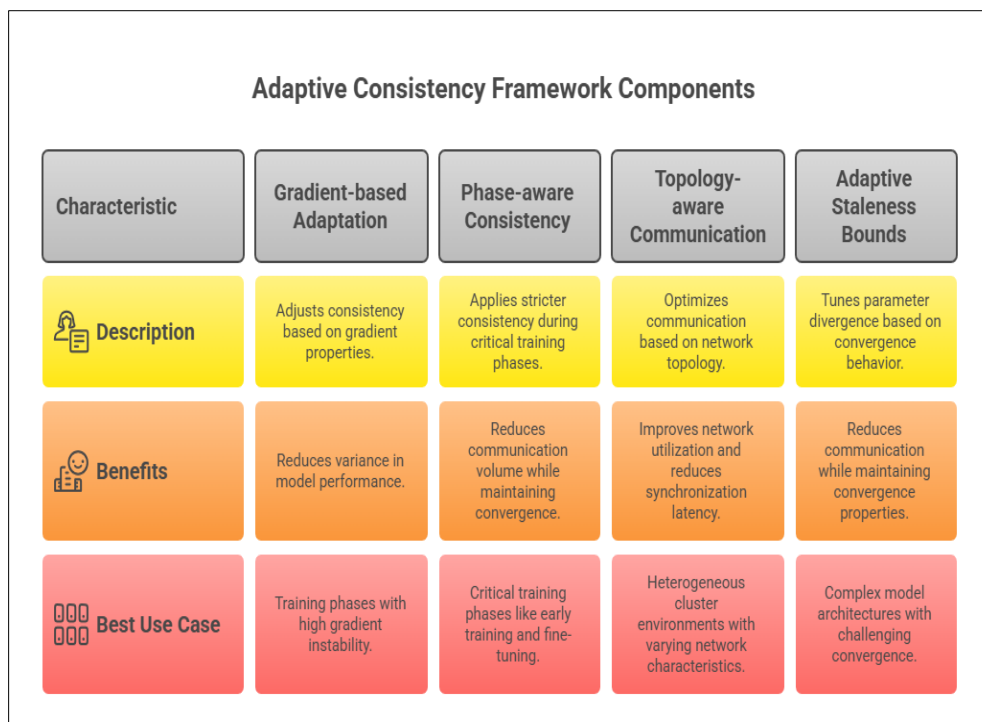 Adaptive Consistency Framework Components
Characteristic
Gradient-based
Adaptation
Phase-aware
Consistency
Topology-
aware
Communication
Adaptive
Staleness
Bounds
Description
Adjusts consistency
based on gradient
properties.
Applies stricter
consistency during
critical training
phases.
Optimizes
communication
based on network
topology.
Tunes parameter
divergence based on
convergence
behavior.
Benefits
Reduces variance in
model performance.
Reduces
communication
volume while
maintaining
convergence.
Improves network
utilization and
reduces
synchronization
latency.
Reduces
communication
while maintaining
convergence
properties.
Best Use Case
Training phases with
high gradient
instability.
Critical training
phases like early
training and fine-
tuning.
Heterogeneous
cluster
environments with
varying network
characteristics.
Complex model
architectures with
challenging
convergence.